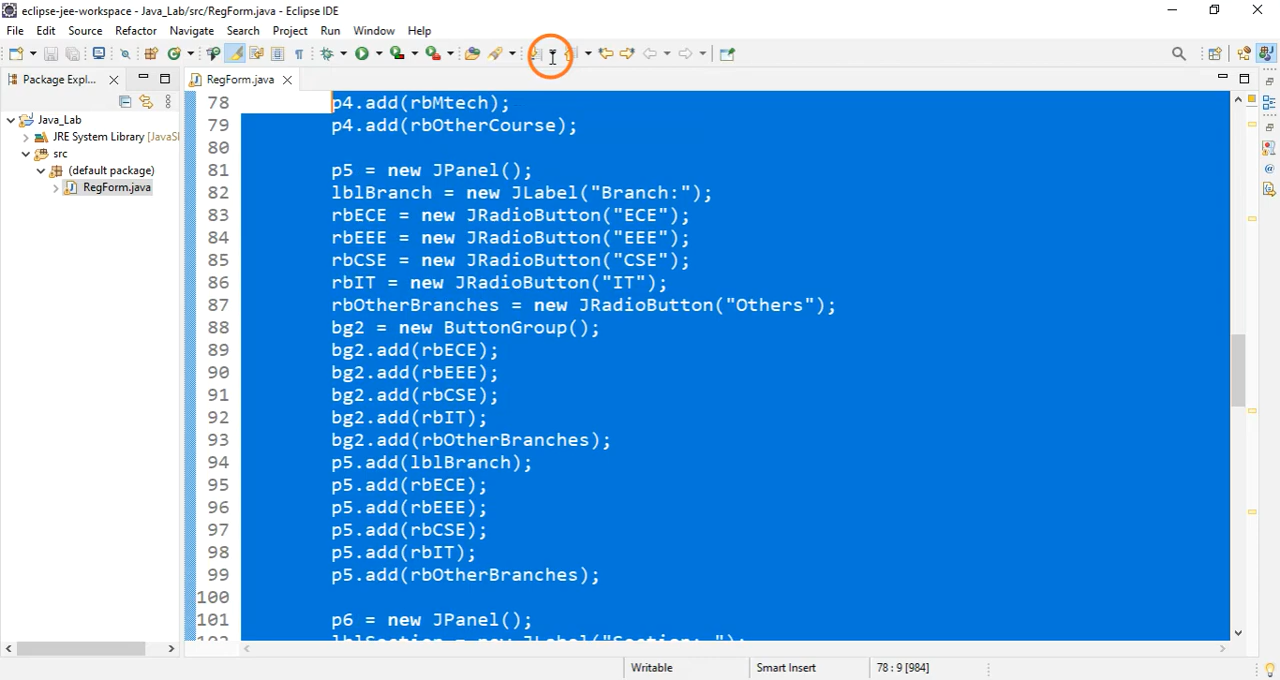 eclipse-jee-workspace - Java_Lab/src/RegForm.java - Eclipse IDE
File Edit Source Refactor Navigate Search Project Run Window Help
Package Expl...
RegForm.java
Java_Lab
JRE System Library [JavaS
src
(default package)
RegForm.java
78 p4.add(rbMtech);
79 p4.add(rbOtherCourse);
80
81 p5 = new JPanel();
82 lblBranch = new JLabel("Branch:");
83 rbECE = new JRadioButton("ECE");
84 rbEEE = new JRadioButton("EEE");
85 rbCSE = new JRadioButton("CSE");
86 rbIT = new JRadioButton("IT");
87 rbOtherBranches = new JRadioButton("Others");
88 bg2 = new ButtonGroup();
89 bg2.add(rbECE);
90 bg2.add(rbEEE);
91 bg2.add(rbCSE);
92 bg2.add(rbIT);
93 bg2.add(rbOtherBranches);
94 p5.add(lblBranch);
95 p5.add(rbECE);
96 p5.add(rbEEE);
97 p5.add(rbCSE);
98 p5.add(rbIT);
99 p5.add(rbOtherBranches);
100
101 p6 = new JPanel();
102 lblSection = new JLabel("Section: ");
Writable Smart Insert 78 : 9 [984]